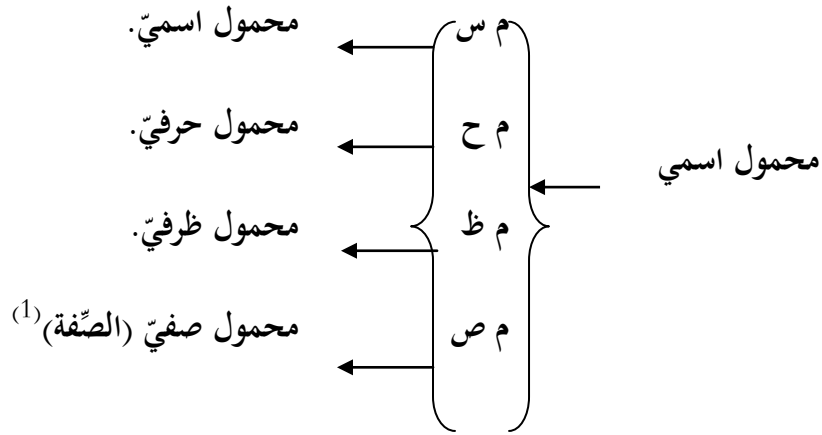 م س محمول اسميّ.
م ح محمول حرفيّ.
محمول اسمي
م ظ محمول ظرفيّ.
م ص محمول صفيّ (الصِّفة)(1)